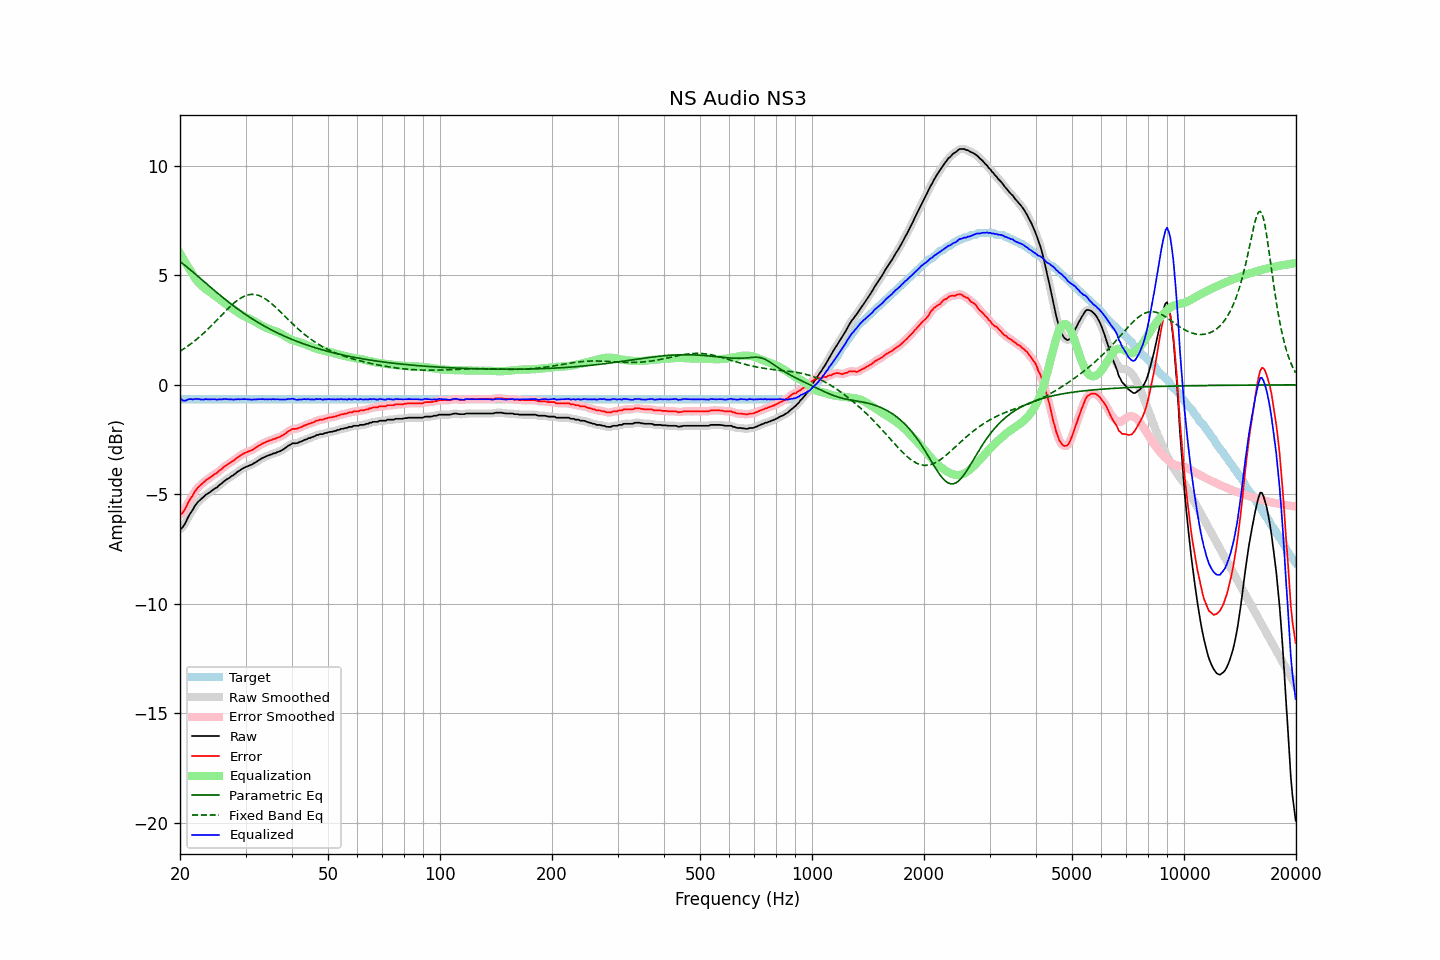 NS Audio NS3
10
5
0
−5
−10
−15
−20
Amplitude (dBr)
Target
Raw Smoothed
Error Smoothed
Raw
Error
Equalization
Parametric Eq
Fixed Band Eq
Equalized
20 50 100 200 500 1000 2000 5000 10000 20000
Frequency (Hz)